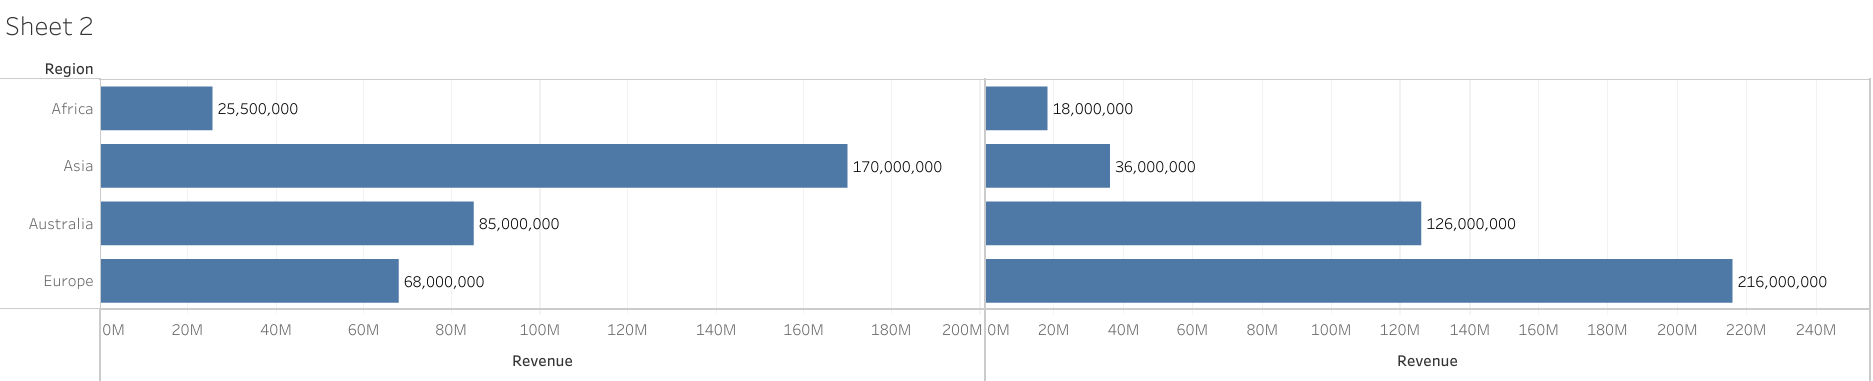 Sheet 2
Region
Africa 25,500,000 18,000,000
Asia 170,000,000 36,000,000
Australia 85,000,000 126,000,000
Europe 68,000,000 216,000,000
0M 20M 40M 60M 80M 100M 120M 140M 160M 180M 200M 0M 20M 40M 60M 80M 100M 120M 140M 160M 180M 200M 220M 240M
Revenue Revenue